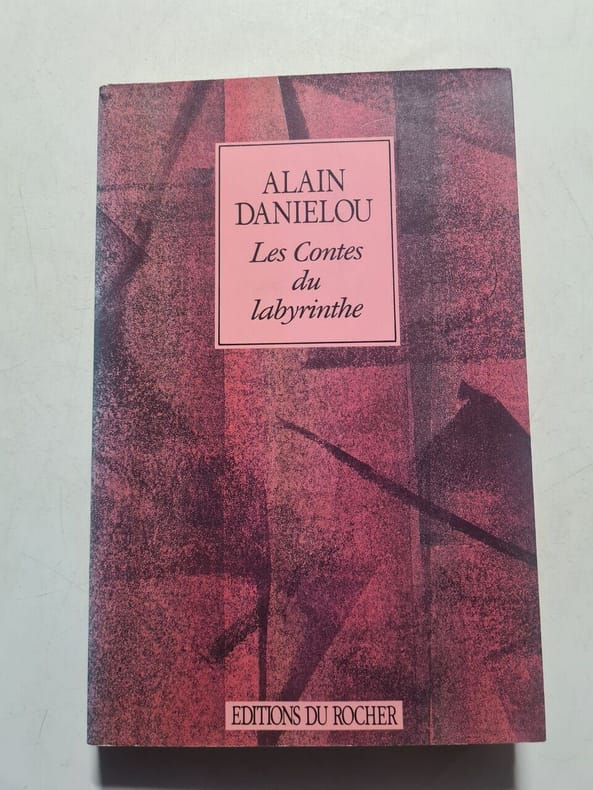 ALAIN
DANIELOU
Les Contes
du
labyrinthe
EDITIONS DU ROCHER